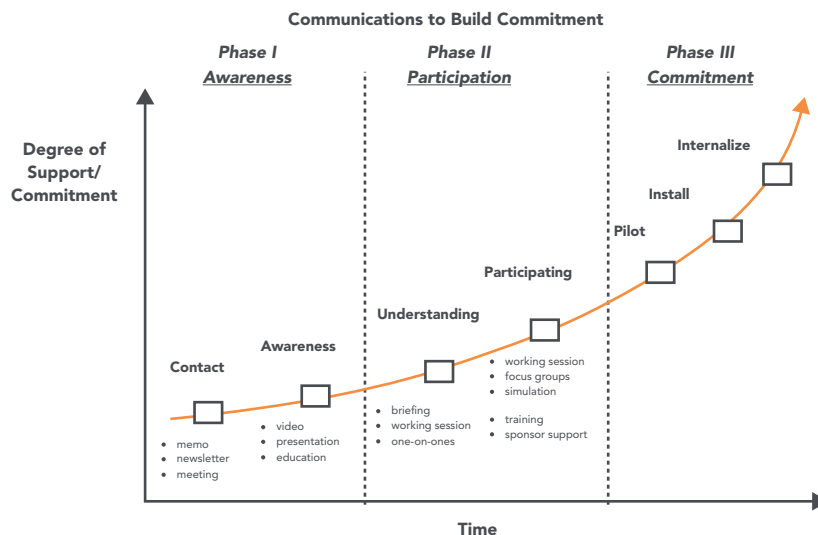 Communications to Build Commitment
Phase I
Awareness
Phase II
Participation
Phase III
Commitment
Degree of
Support/
Commitment
Contact
• memo
• newsletter
• meeting
Awareness
• video
• presentation
• education
Understanding
• briefing
• working session
• one-on-ones
Participating
• working session
• focus groups
• simulation
• training
• sponsor support
Pilot
Install
Internalize
Time